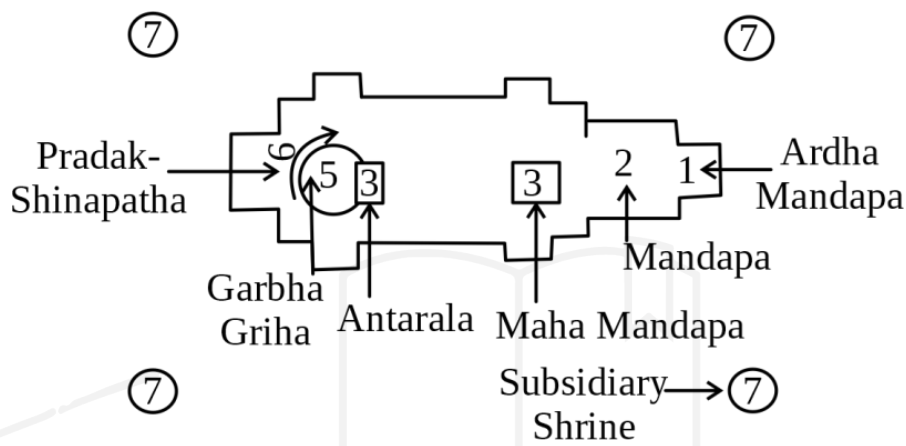 7
7
Pradak-
Shinapatha
6
5
3
3
2
1
Ardha
Mandapa
Garbha
Griha
Antarala
Maha Mandapa
Mandapa
7
Subsidiary
Shrine
7